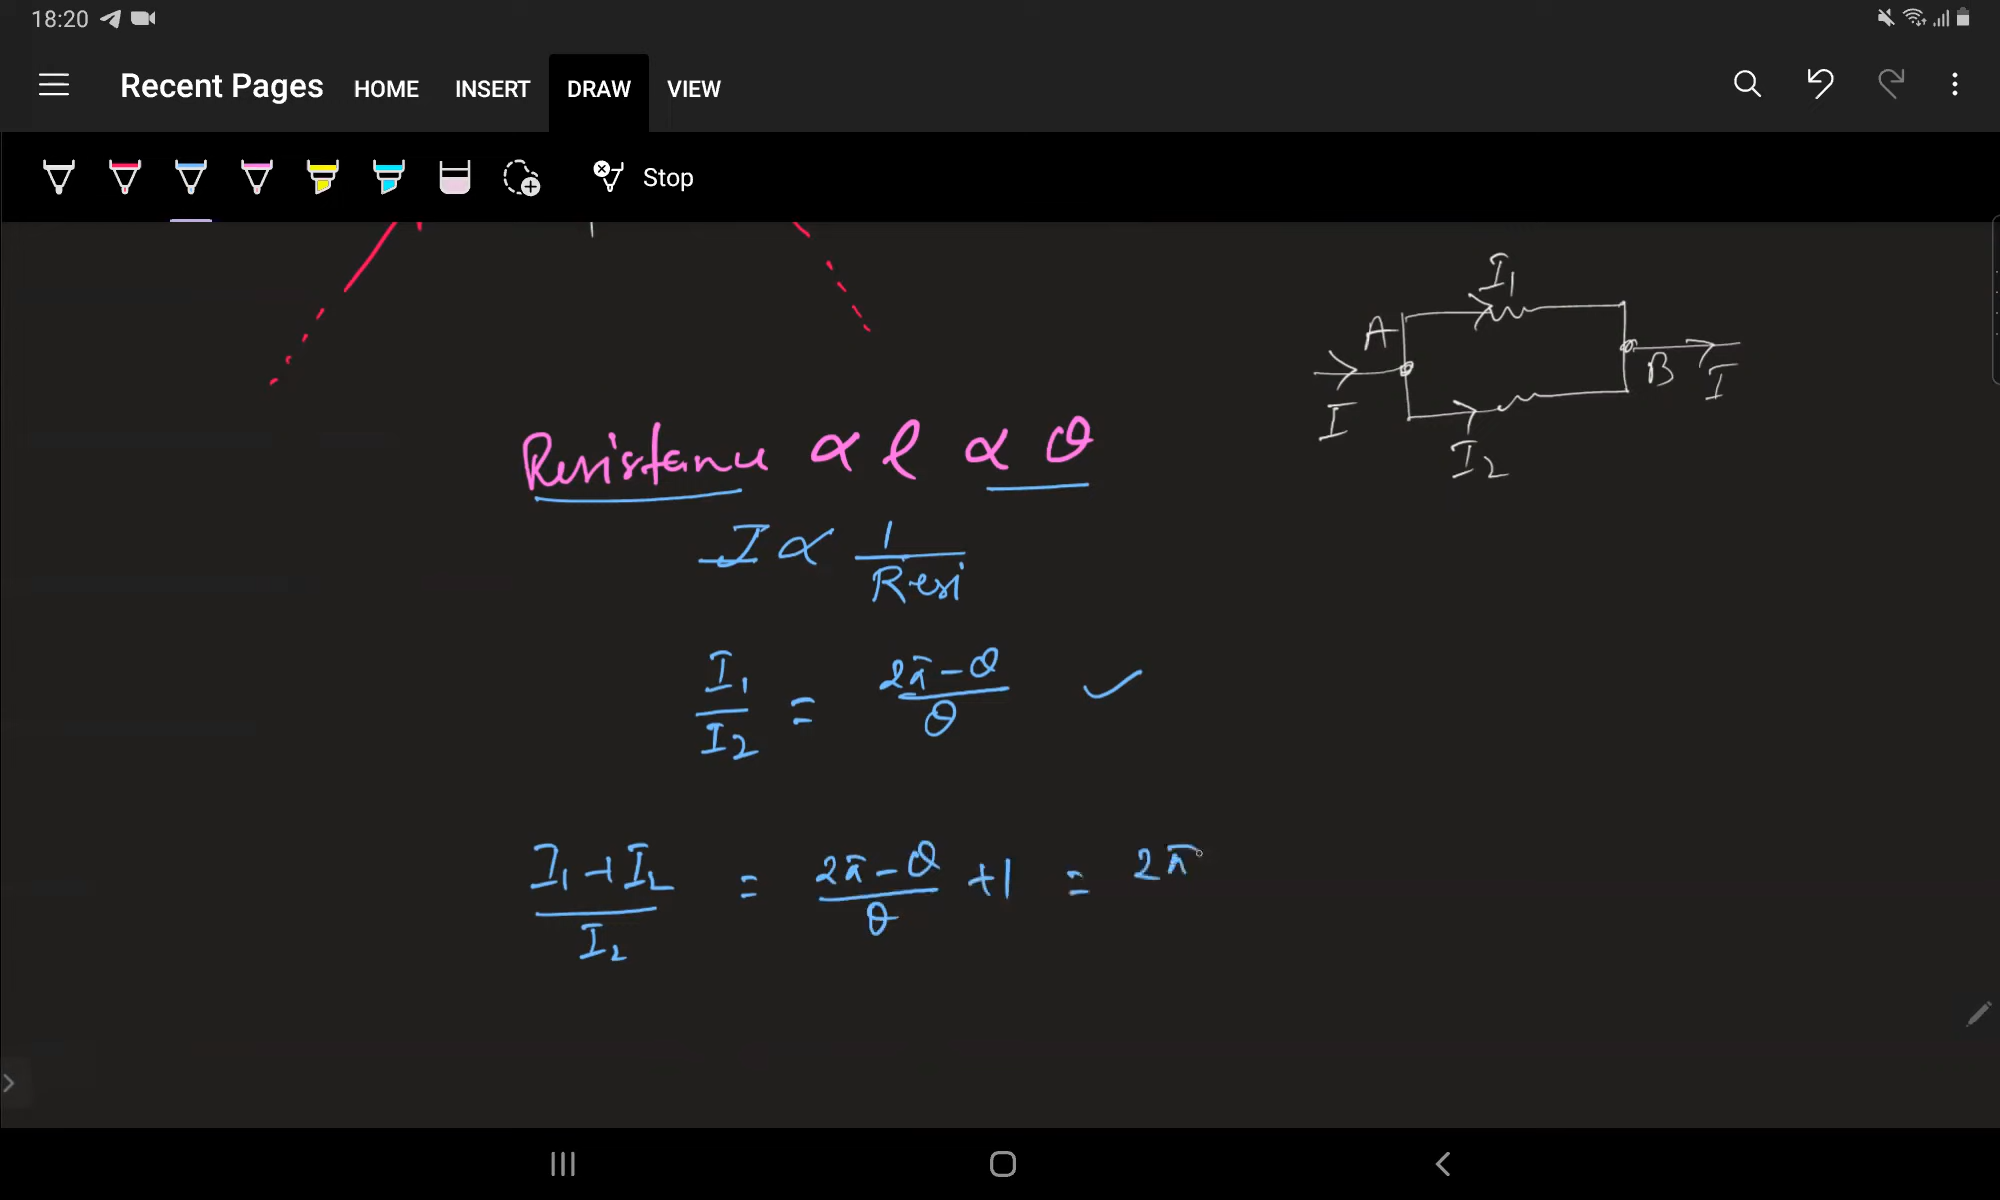 18:20
Recent Pages HOME INSERT DRAW VIEW
Stop
I₁
A
B
I
I
I₂
Resistance ∝ l ∝ θ
I ∝ 1/Resi
I₁/I₂ = (2π-θ)/θ ✓
(I₁+I₂)/I₂ = (2π-θ)/θ +1 = 2π